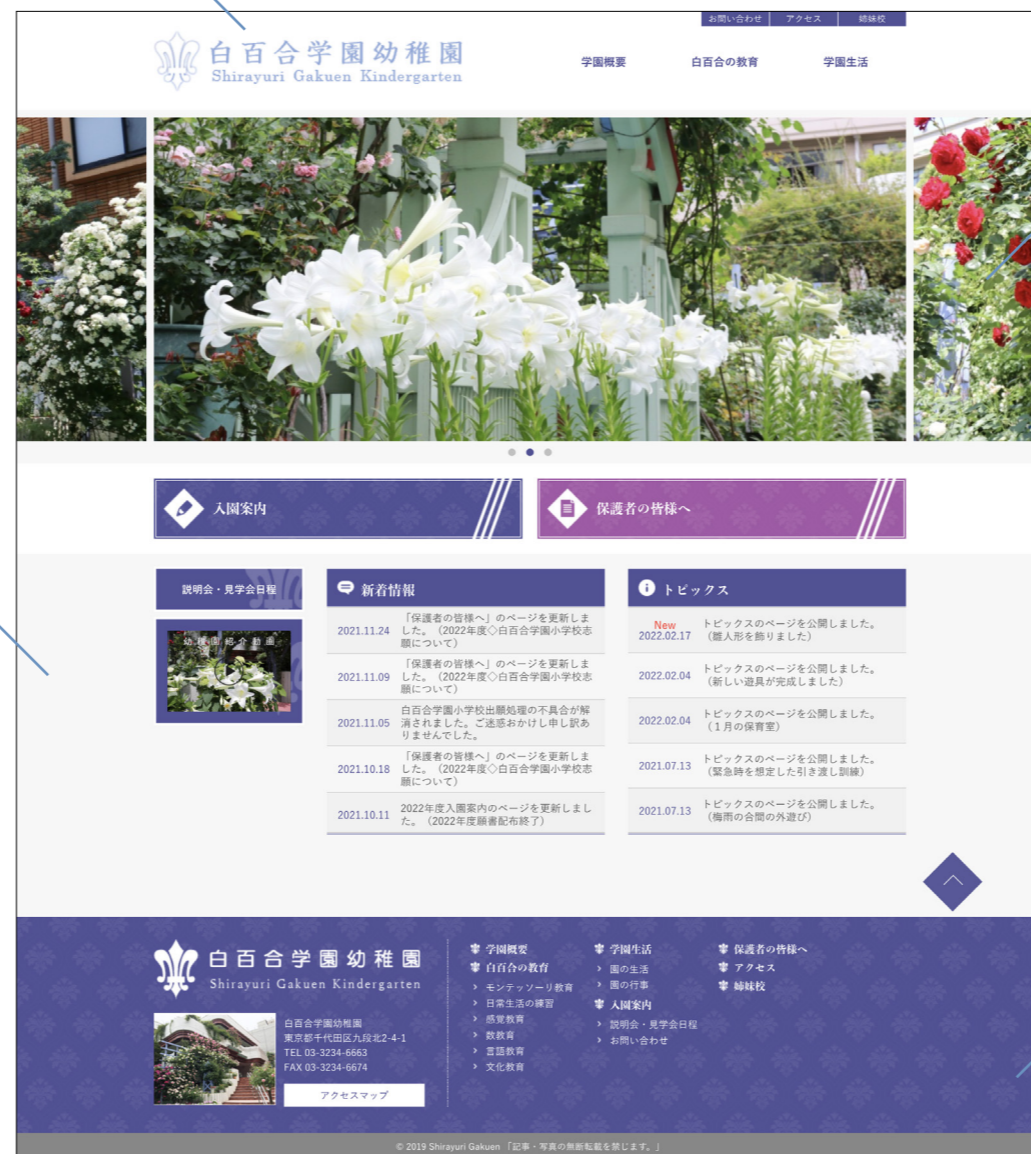 お問い合わせ アクセス 姉妹校
白百合学園幼稚園
Shirayuri Gakuen Kindergarten
学園概要 白百合の教育 学園生活
入園案内
保護者の皆様へ
説明会・見学会日程
幼稚園紹介動画
新着情報
2021.11.24 「保護者の皆様へ」のページを更新しま
した。（2022年度◇白百合学園小学校志
願について）
2021.11.09 「保護者の皆様へ」のページを更新しま
した。（2022年度◇白百合学園小学校志
願について）
2021.11.05 白百合学園小学校出願処理の不具合が解
消されました。ご迷惑おかけし申し訳あ
りませんでした。
2021.10.18 「保護者の皆様へ」のページを更新しま
した。（2022年度◇白百合学園小学校志
願について）
2021.10.11 2022年度入園案内のページを更新しまし
た。（2022年度願書配布終了）
トピックス
New
2022.02.17 トピックスのページを公開しました。
（雛人形を飾りました）
2022.02.04 トピックスのページを公開しました。
（新しい遊具が完成しました）
2022.02.04 トピックスのページを公開しました。
（１月の保育室）
2021.07.13 トピックスのページを公開しました。
（緊急時を想定した引き渡し訓練）
2021.07.13 トピックスのページを公開しました。
（梅雨の合間の外遊び）
白百合学園幼稚園
Shirayuri Gakuen Kindergarten
白百合学園幼稚園
東京都千代田区九段北2-4-1
TEL 03-3234-6663
FAX 03-3234-6674
アクセスマップ
学園概要
白百合の教育
› モンテッソーリ教育
› 日常生活の練習
› 感覚教育
› 数教育
› 言語教育
› 文化教育
学園生活
› 園の生活
› 園の行事
入園案内
› 説明会・見学会日程
› お問い合わせ
保護者の皆様へ
アクセス
姉妹校
© 2019 Shirayuri Gakuen 「記事・写真の無断転載を禁じます。」